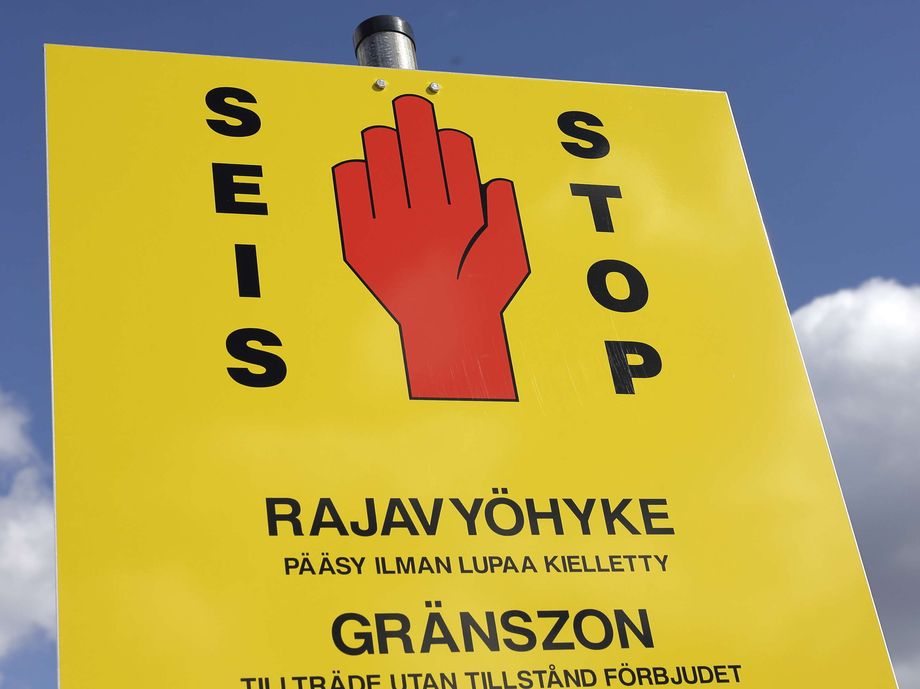 SEIS
STOP
RAJAVYÖHYKE
PÄÄSY ILMAN LUPAA KIELLETTY
GRÄNSZON
TILLTRÄDE UTAN TILLSTÅND FÖRBJUDET